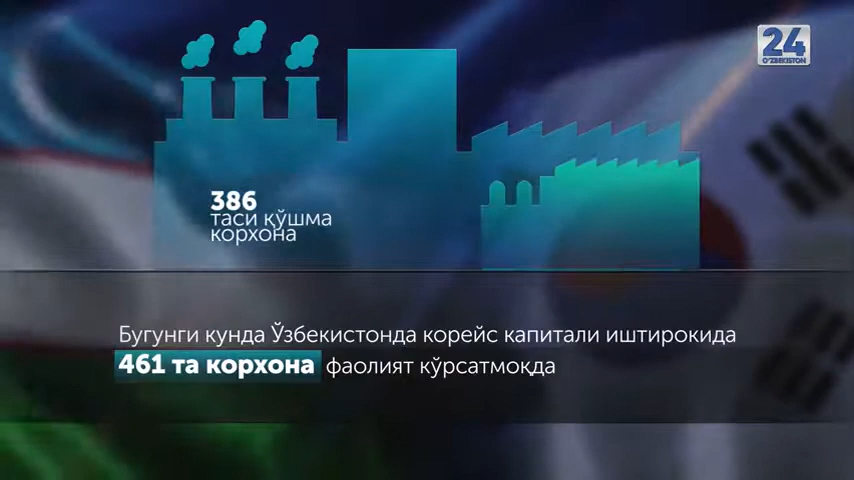 24
O'ZBEKISTON
386
таси қўшма
корхона
Бугунги кунда Ўзбекистонда корейс капитали иштирокида
461 та корхона фаолият кўрсатмоқда